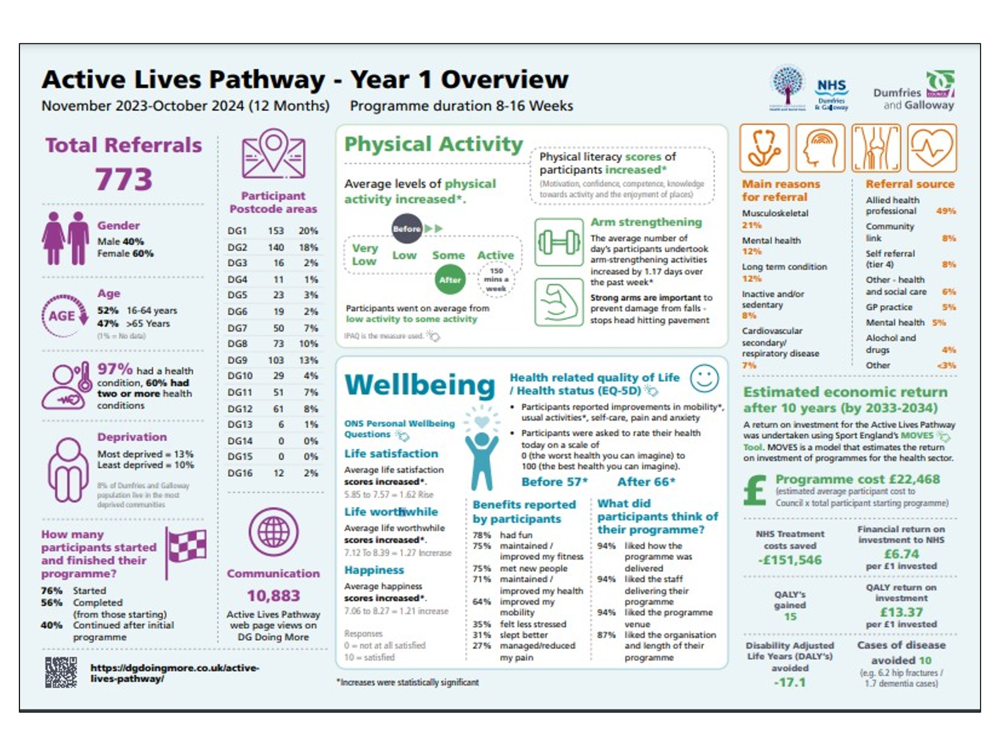 Active Lives Pathway - Year 1 Overview
November 2023-October 2024 (12 Months) Programme duration 8-16 Weeks
NHS
Dumfries
& Galloway
Dumfries
COUNCIL
and Galloway
Total Referrals
773
Gender
Male 40%
Female 60%
AGE
Age
52% 16-64 years
47% >65 Years
(1% = No data)
97% had a health
condition, 60% had
two or more health
conditions
Deprivation
Most deprived = 13%
Least deprived = 10%
8% of Dumfries and Galloway
population live in the most
deprived communities
How many
participants started
and finished their
programme?
76% Started
56% Completed
(from those starting)
40% Continued after initial
programme
https://dgdoingmore.co.uk/active-
lives-pathway/
Participant
Postcode areas
DG1 153 20%
DG2 140 18%
DG3 16 2%
DG4 11 1%
DG5 23 3%
DG6 19 2%
DG7 50 7%
DG8 73 10%
DG9 103 13%
DG10 29 4%
DG11 51 7%
DG12 61 8%
DG13 6 1%
DG14 0 0%
DG15 0 0%
DG16 12 2%
Communication
10,883
Active Lives Pathway
web page views on
DG Doing More
Physical Activity
Average levels of physical
activity increased*.
Before
Very
Low
Low Some Active
After
150
mins a
week
Participants went on average from
low activity to some activity
IPAQ is the measure used.
Physical literacy scores of
participants increased*
(Motivation, confidence, competence, knowledge
towards activity and the enjoyment of places)
Arm strengthening
The average number of
day's participants undertook
arm-strengthening activities
increased by 1.17 days over
the past week*
Strong arms are important to
prevent damage from falls -
stops head hitting pavement
Wellbeing
ONS Personal Wellbeing
Questions
Life satisfaction
Average life satisfaction
scores increased*.
5.85 to 7.57 = 1.62 Rise
Life worthwhile
Average life worthwhile
scores increased*.
7.12 To 8.39 = 1.27 Increrase
Happiness
Average happiness
scores increased*.
7.06 to 8.27 = 1.21 increase
Responses
0 = not at all satisfied
10 = satisfied
Health related quality of Life
/ Health status (EQ-5D)
• Participants reported improvements in mobility*,
usual activities*, self-care, pain and anxiety
• Participants were asked to rate their health
today on a scale of
0 (the worst health you can imagine) to
100 (the best health you can imagine).
Before 57* After 66*
Benefits reported
by participants
78% had fun
75% maintained /
improved my fitness
75% met new people
71% maintained /
improved my health
64% improved my
mobility
35% felt less stressed
31% slept better
27% managed/reduced
my pain
What did
participants think of
their programme?
94% liked how the
programme was
delivered
94% liked the staff
delivering their
programme
94% liked the programme
venue
87% liked the organisation
and length of their
programme
*Increases were statistically significant
Main reasons
for referral
Musculoskeletal
21%
Mental health
12%
Long term condition
12%
Inactive and/or
sedentary
8%
Cardiovascular
secondary/
respiratory disease
7%
Referral source
Allied health
professional 49%
Community
link 8%
Self referral
(tier 4) 8%
Other - health
and social care 6%
GP practice 5%
Mental health 5%
Alochol and
drugs 4%
Other <3%
Estimated economic return
after 10 years (by 2033-2034)
A return on investment for the Active Lives Pathway
was undertaken using Sport England's MOVES
Tool. MOVES is a model that estimates the return
on investment of programmes for the health sector.
£
Programme cost £22,468
(estimated average participant cost to
Council x total participant starting programme)
NHS Treatment
costs saved
-£151,546
Financial return on
investment to NHS
£6.74
per £1 invested
QALY's
gained
15
QALY return on
investment
£13.37
per £1 invested
Disability Adjusted
Life Years (DALY's)
avoided
-17.1
Cases of disease
avoided 10
(e.g. 6.2 hip fractures /
1.7 dementia cases)